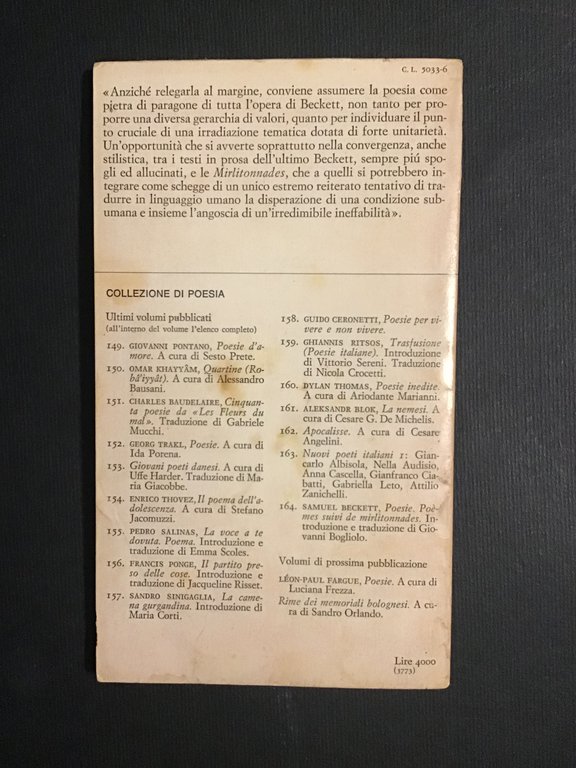 C. L. 5033-6
«Anziché relegarla al margine, conviene assumere la poesia come
pietra di paragone di tutta l'opera di Beckett, non tanto per pro-
porre una diversa gerarchia di valori, quanto per individuare il pun-
to cruciale di una irradiazione tematica dotata di forte unitarietà.
Un'opportunità che si avverte soprattutto nella convergenza, anche
stilistica, tra i testi in prosa dell'ultimo Beckett, sempre piú spo-
gli ed allucinati, e le Mirlitonnades, che a quelli si potrebbero in-
tegrare come schegge di un unico estremo reiterato tentativo di tra-
durre in linguaggio umano la disperazione di una condizione sub-
umana e insieme l'angoscia di un'irredimibile ineffabilità».
COLLEZIONE DI POESIA
Ultimi volumi pubblicati
(all'interno del volume l'elenco completo)
149. GIOVANNI PONTANO, Poesie d'a-
more. A cura di Sesto Prete.
150. OMAR KHAYYÂM, Quartine (Ro-
bâ'iyyât). A cura di Alessandro
Bausani.
151. CHARLES BAUDELAIRE, Cinquan-
ta poesie da «Les Fleurs du
mal». Traduzione di Gabriele
Mucchi.
152. GEORG TRAKL, Poesie. A cura di
Ida Porena.
153. Giovani poeti danesi. A cura di
Uffe Harder. Traduzione di Ma-
ria Giacobbe.
154. ENRICO THOVEZ, Il poema dell'a-
dolescenza. A cura di Stefano
Jacomuzzi.
155. PEDRO SALINAS, La voce a te
dovuta. Poema. Introduzione e
traduzione di Emma Scoles.
156. FRANCIS PONGE, Il partito pre-
so delle cose. Introduzione e
traduzione di Jacqueline Risset.
157. SANDRO SINIGAGLIA, La came-
na gurgandina. Introduzione di
Maria Corti.
158. GUIDO CERONETTI, Poesie per vi-
vere e non vivere.
159. GHIANNIS RITSOS, Trasfusione
(Poesie italiane). Introduzione
di Vittorio Sereni. Traduzione
di Nicola Crocetti.
160. DYLAN THOMAS, Poesie inedite.
A cura di Ariodante Marianni.
161. ALEKSANDR BLOK, La nemesi. A
cura di Cesare G. De Michelis.
162. Apocalisse. A cura di Cesare
Angelini.
163. Nuovi poeti italiani 1: Gian-
carlo Albisola, Nella Audisio,
Anna Cascella, Gianfranco Cia-
batti, Gabriella Leto, Attilio
Zanichelli.
164. SAMUEL BECKETT, Poesie. Poè-
mes suivi de mirlitonnades. In-
troduzione e traduzione di Gio-
vanni Bogliolo.
Volumi di prossima pubblicazione
LÉON-PAUL FARGUE, Poesie. A cura di
Luciana Frezza.
Rime dei memoriali bolognesi. A cu-
ra di Sandro Orlando.
Lire 4000
(3773)